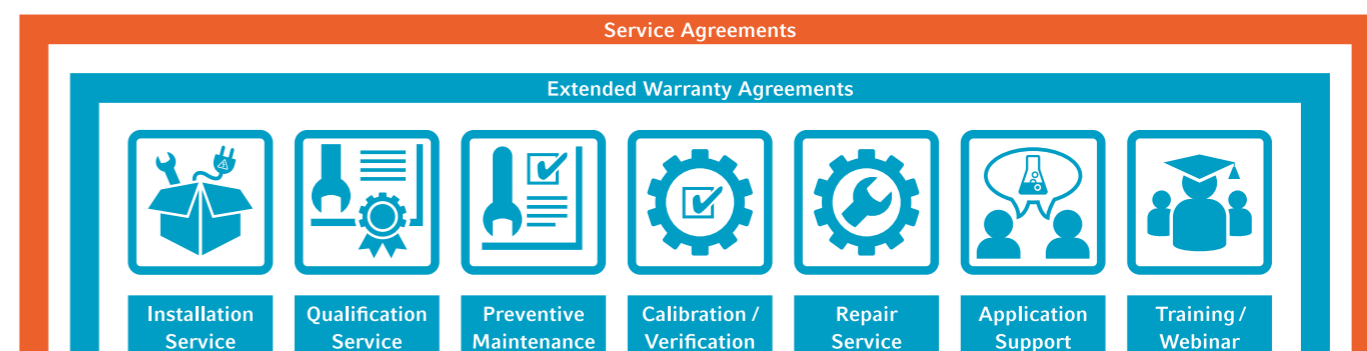 Service Agreements
Extended Warranty Agreements
Installation
Service
Qualification
Service
Preventive
Maintenance
Calibration /
Verification
Repair
Service
Application
Support
Training /
Webinar